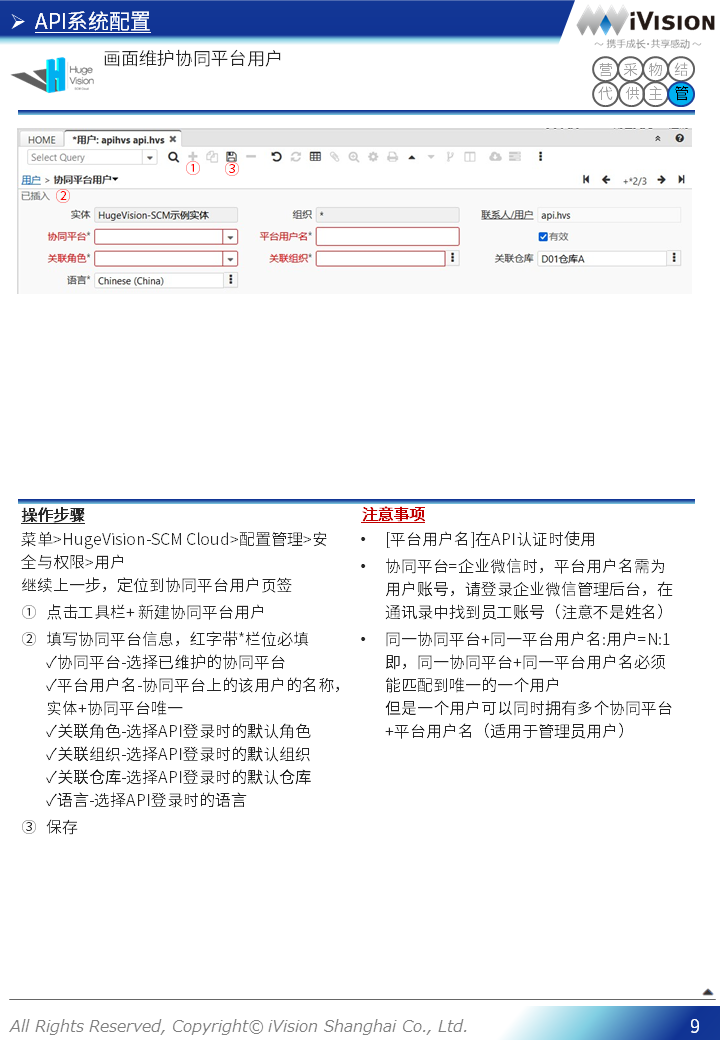 API系统配置
iVision
～ 携手成长·共享感动 ～
画面维护协同平台用户
Huge
Vision
SCM Cloud
营 采 物 结
代 供 主 管
HOME *用户: apihvs api.hvs
Select Query
① ③
用户 > 协同平台用户
+*2/3
已插入 ②
实体 HugeVision-SCM示例实体 组织 * 联系人/用户 api.hvs
协同平台* 平台用户名* 有效
关联角色* 关联组织* 关联仓库 D01仓库A
语言* Chinese (China)
操作步骤
菜单>HugeVision-SCM Cloud>配置管理>安
全与权限>用户
继续上一步，定位到协同平台用户页签
① 点击工具栏+ 新建协同平台用户
② 填写协同平台信息，红字带*栏位必填
✓协同平台-选择已维护的协同平台
✓平台用户名-协同平台上的该用户的名称，
实体+协同平台唯一
✓关联角色-选择API登录时的默认角色
✓关联组织-选择API登录时的默认组织
✓关联仓库-选择API登录时的默认仓库
✓语言-选择API登录时的语言
③ 保存
注意事项
• [平台用户名]在API认证时使用
• 协同平台=企业微信时，平台用户名需为
用户账号，请登录企业微信管理后台，在
通讯录中找到员工账号（注意不是姓名）
• 同一协同平台+同一平台用户名:用户=N:1
即，同一协同平台+同一平台用户名必须
能匹配到唯一的一个用户
但是一个用户可以同时拥有多个协同平台
+平台用户名（适用于管理员用户）
All Rights Reserved, Copyright© iVision Shanghai Co., Ltd.
9